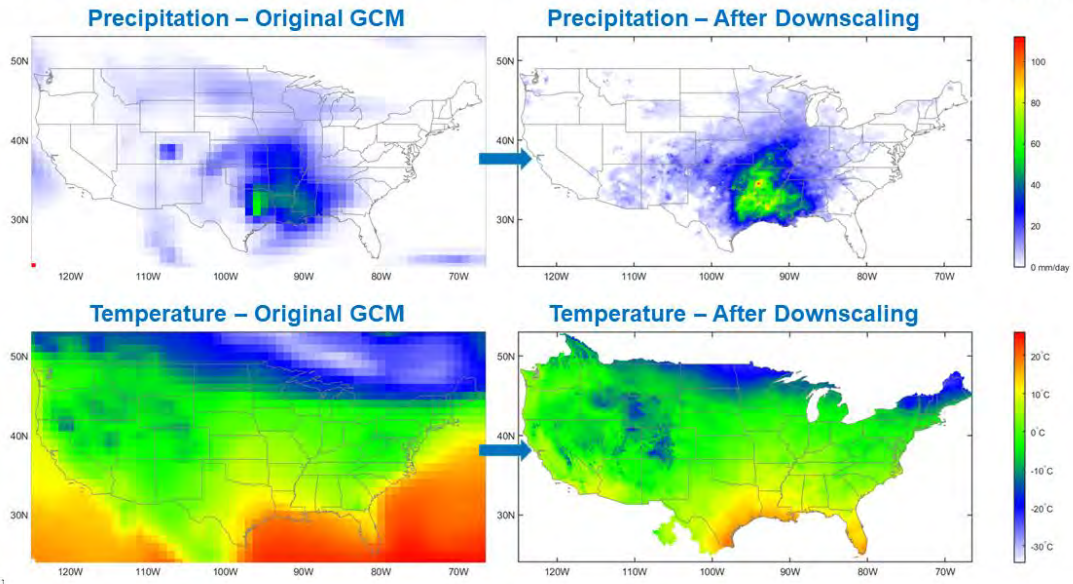 Precipitation – Original GCM
Precipitation – After Downscaling
50N
40N
30N
120W 110W 100W 90W 80W 70W
50N
40N
30N
120W 110W 100W 90W 80W 70W
100
80
60
40
20
0 mm/day
Temperature – Original GCM
Temperature – After Downscaling
50N
40N
30N
120W 110W 100W 90W 80W 70W
50N
40N
30N
120W 110W 100W 90W 80W 70W
20°C
10°C
0°C
-10°C
-20°C
-30°C
1